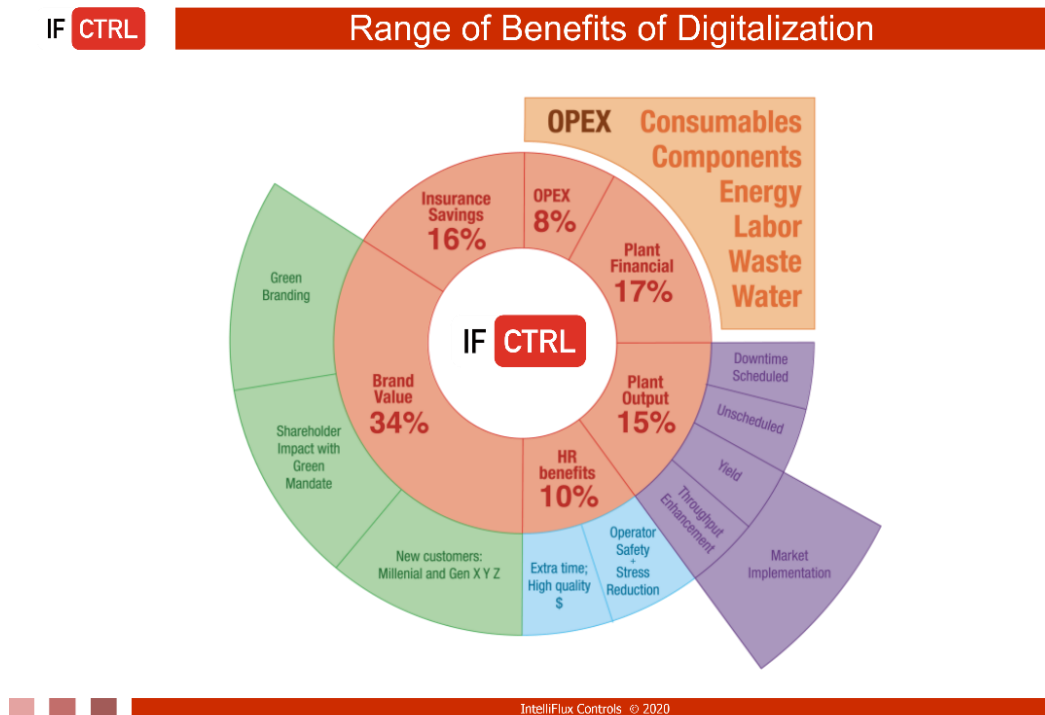 IF CTRL
Range of Benefits of Digitalization
OPEX Consumables
Components
Energy
Labor
Waste
Water
Insurance
Savings
16%
OPEX
8%
Plant
Financial
17%
Green
Branding
IF CTRL
Brand
Value
34%
Plant
Output
15%
Downtime
Scheduled
Unscheduled
Yield
Throughput
Enhancement
Market
Implementation
Shareholder
Impact with
Green
Mandate
HR
benefits
10%
New customers:
Millenial and Gen X Y Z
Extra time;
High quality
$
Operator
Safety
+
Stress
Reduction
IntelliFlux Controls © 2020